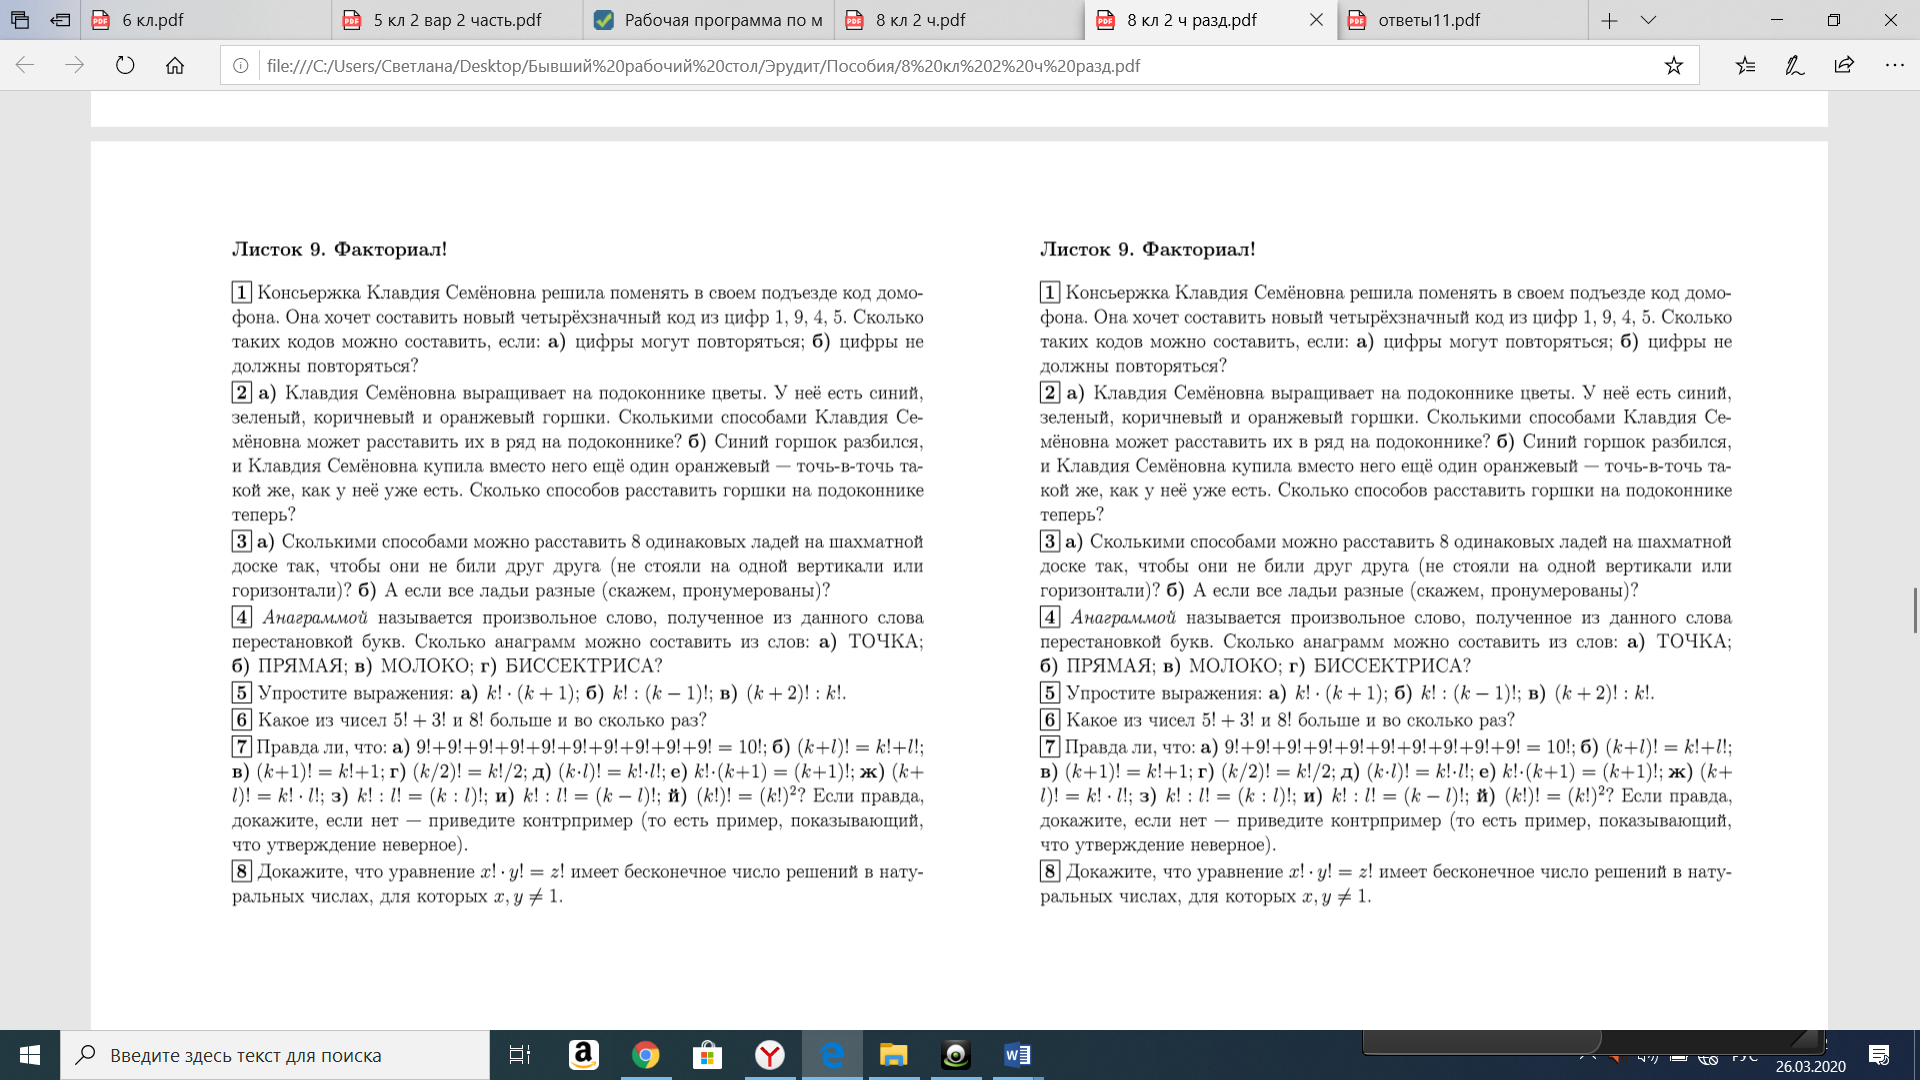 6 кл.pdf
5 кл 2 вар 2 часть.pdf
Рабочая программа по м
8 кл 2 ч.pdf
8 кл 2 ч разд.pdf
ответы11.pdf
file:///C:/Users/Светлана/Desktop/Бывший%20рабочий%20стол/Эрудит/Пособия/8%20кл%202%20ч%20разд.pdf
Листок 9. Факториал!
1 Консьержка Клавдия Семёновна решила поменять в своем подъезде код домо-
фона. Она хочет составить новый четырёхзначный код из цифр 1, 9, 4, 5. Сколько
таких кодов можно составить, если: а) цифры могут повторяться; б) цифры не
должны повторяться?
2 а) Клавдия Семёновна выращивает на подоконнике цветы. У неё есть синий,
зеленый, коричневый и оранжевый горшки. Сколькими способами Клавдия Се-
мёновна может расставить их в ряд на подоконнике? б) Синий горшок разбился,
и Клавдия Семёновна купила вместо него ещё один оранжевый — точь-в-точь та-
кой же, как у неё уже есть. Сколько способов расставить горшки на подоконнике
теперь?
3 а) Сколькими способами можно расставить 8 одинаковых ладей на шахматной
доске так, чтобы они не били друг друга (не стояли на одной вертикали или
горизонтали)? б) А если все ладьи разные (скажем, пронумерованы)?
4 Анаграммой называется произвольное слово, полученное из данного слова
перестановкой букв. Сколько анаграмм можно составить из слов: а) ТОЧКА;
б) ПРЯМАЯ; в) МОЛОКО; г) БИССЕКТРИСА?
5 Упростите выражения: а) k! · (k + 1); б) k! : (k − 1)!; в) (k + 2)! : k!.
6 Какое из чисел 5! + 3! и 8! больше и во сколько раз?
7 Правда ли, что: а) 9!+9!+9!+9!+9!+9!+9!+9!+9!+9! = 10!; б) (k+l)! = k!+l!;
в) (k+1)! = k!+1; г) (k/2)! = k!/2; д) (k·l)! = k!·l!; е) k!·(k+1) = (k+1)!; ж) (k+
l)! = k! · l!; з) k! : l! = (k : l)!; и) k! : l! = (k − l)!; й) (k!)! = (k!)²? Если правда,
докажите, если нет — приведите контрпример (то есть пример, показывающий,
что утверждение неверное).
8 Докажите, что уравнение x! · y! = z! имеет бесконечное число решений в нату-
ральных числах, для которых x, y ≠ 1.
Листок 9. Факториал!
1 Консьержка Клавдия Семёновна решила поменять в своем подъезде код домо-
фона. Она хочет составить новый четырёхзначный код из цифр 1, 9, 4, 5. Сколько
таких кодов можно составить, если: а) цифры могут повторяться; б) цифры не
должны повторяться?
2 а) Клавдия Семёновна выращивает на подоконнике цветы. У неё есть синий,
зеленый, коричневый и оранжевый горшки. Сколькими способами Клавдия Се-
мёновна может расставить их в ряд на подоконнике? б) Синий горшок разбился,
и Клавдия Семёновна купила вместо него ещё один оранжевый — точь-в-точь та-
кой же, как у неё уже есть. Сколько способов расставить горшки на подоконнике
теперь?
3 а) Сколькими способами можно расставить 8 одинаковых ладей на шахматной
доске так, чтобы они не били друг друга (не стояли на одной вертикали или
горизонтали)? б) А если все ладьи разные (скажем, пронумерованы)?
4 Анаграммой называется произвольное слово, полученное из данного слова
перестановкой букв. Сколько анаграмм можно составить из слов: а) ТОЧКА;
б) ПРЯМАЯ; в) МОЛОКО; г) БИССЕКТРИСА?
5 Упростите выражения: а) k! · (k + 1); б) k! : (k − 1)!; в) (k + 2)! : k!.
6 Какое из чисел 5! + 3! и 8! больше и во сколько раз?
7 Правда ли, что: а) 9!+9!+9!+9!+9!+9!+9!+9!+9!+9! = 10!; б) (k+l)! = k!+l!;
в) (k+1)! = k!+1; г) (k/2)! = k!/2; д) (k·l)! = k!·l!; е) k!·(k+1) = (k+1)!; ж) (k+
l)! = k! · l!; з) k! : l! = (k : l)!; и) k! : l! = (k − l)!; й) (k!)! = (k!)²? Если правда,
докажите, если нет — приведите контрпример (то есть пример, показывающий,
что утверждение неверное).
8 Докажите, что уравнение x! · y! = z! имеет бесконечное число решений в нату-
ральных числах, для которых x, y ≠ 1.
Введите здесь текст для поиска
РУС
26.03.2020